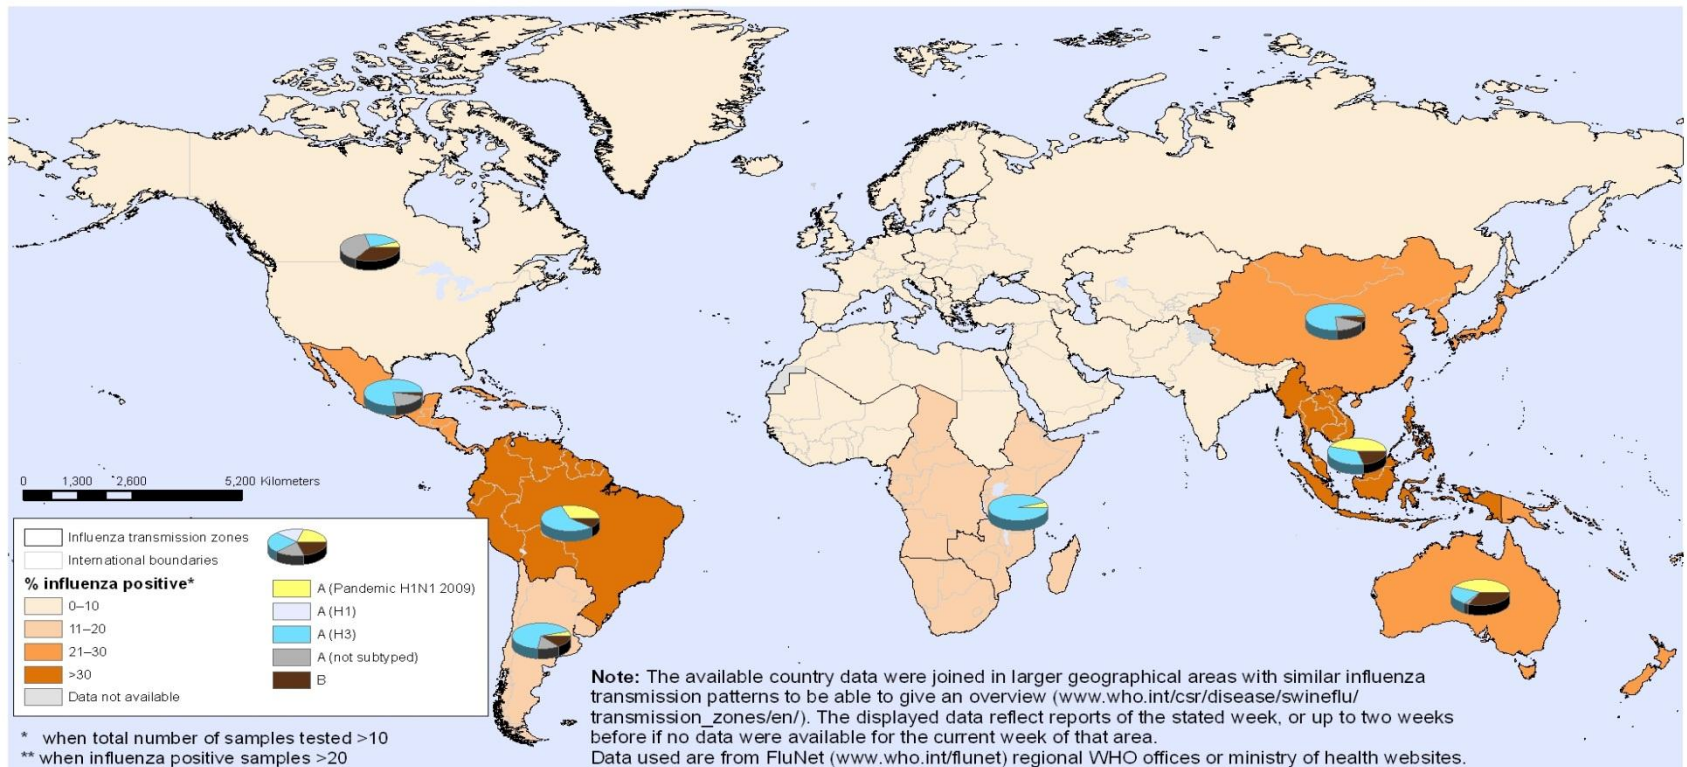 0 1,300 2,600 5,200 Kilometers
Influenza transmission zones
International boundaries
% influenza positive*
0–10
11–20
21–30
>30
Data not available
A (Pandemic H1N1 2009)
A (H1)
A (H3)
A (not subtyped)
B
* when total number of samples tested >10
** when influenza positive samples >20
Note: The available country data were joined in larger geographical areas with similar influenza
transmission patterns to be able to give an overview (www.who.int/csr/disease/swineflu/
transmission_zones/en/). The displayed data reflect reports of the stated week, or up to two weeks
before if no data were available for the current week of that area.
Data used are from FluNet (www.who.int/flunet) regional WHO offices or ministry of health websites.